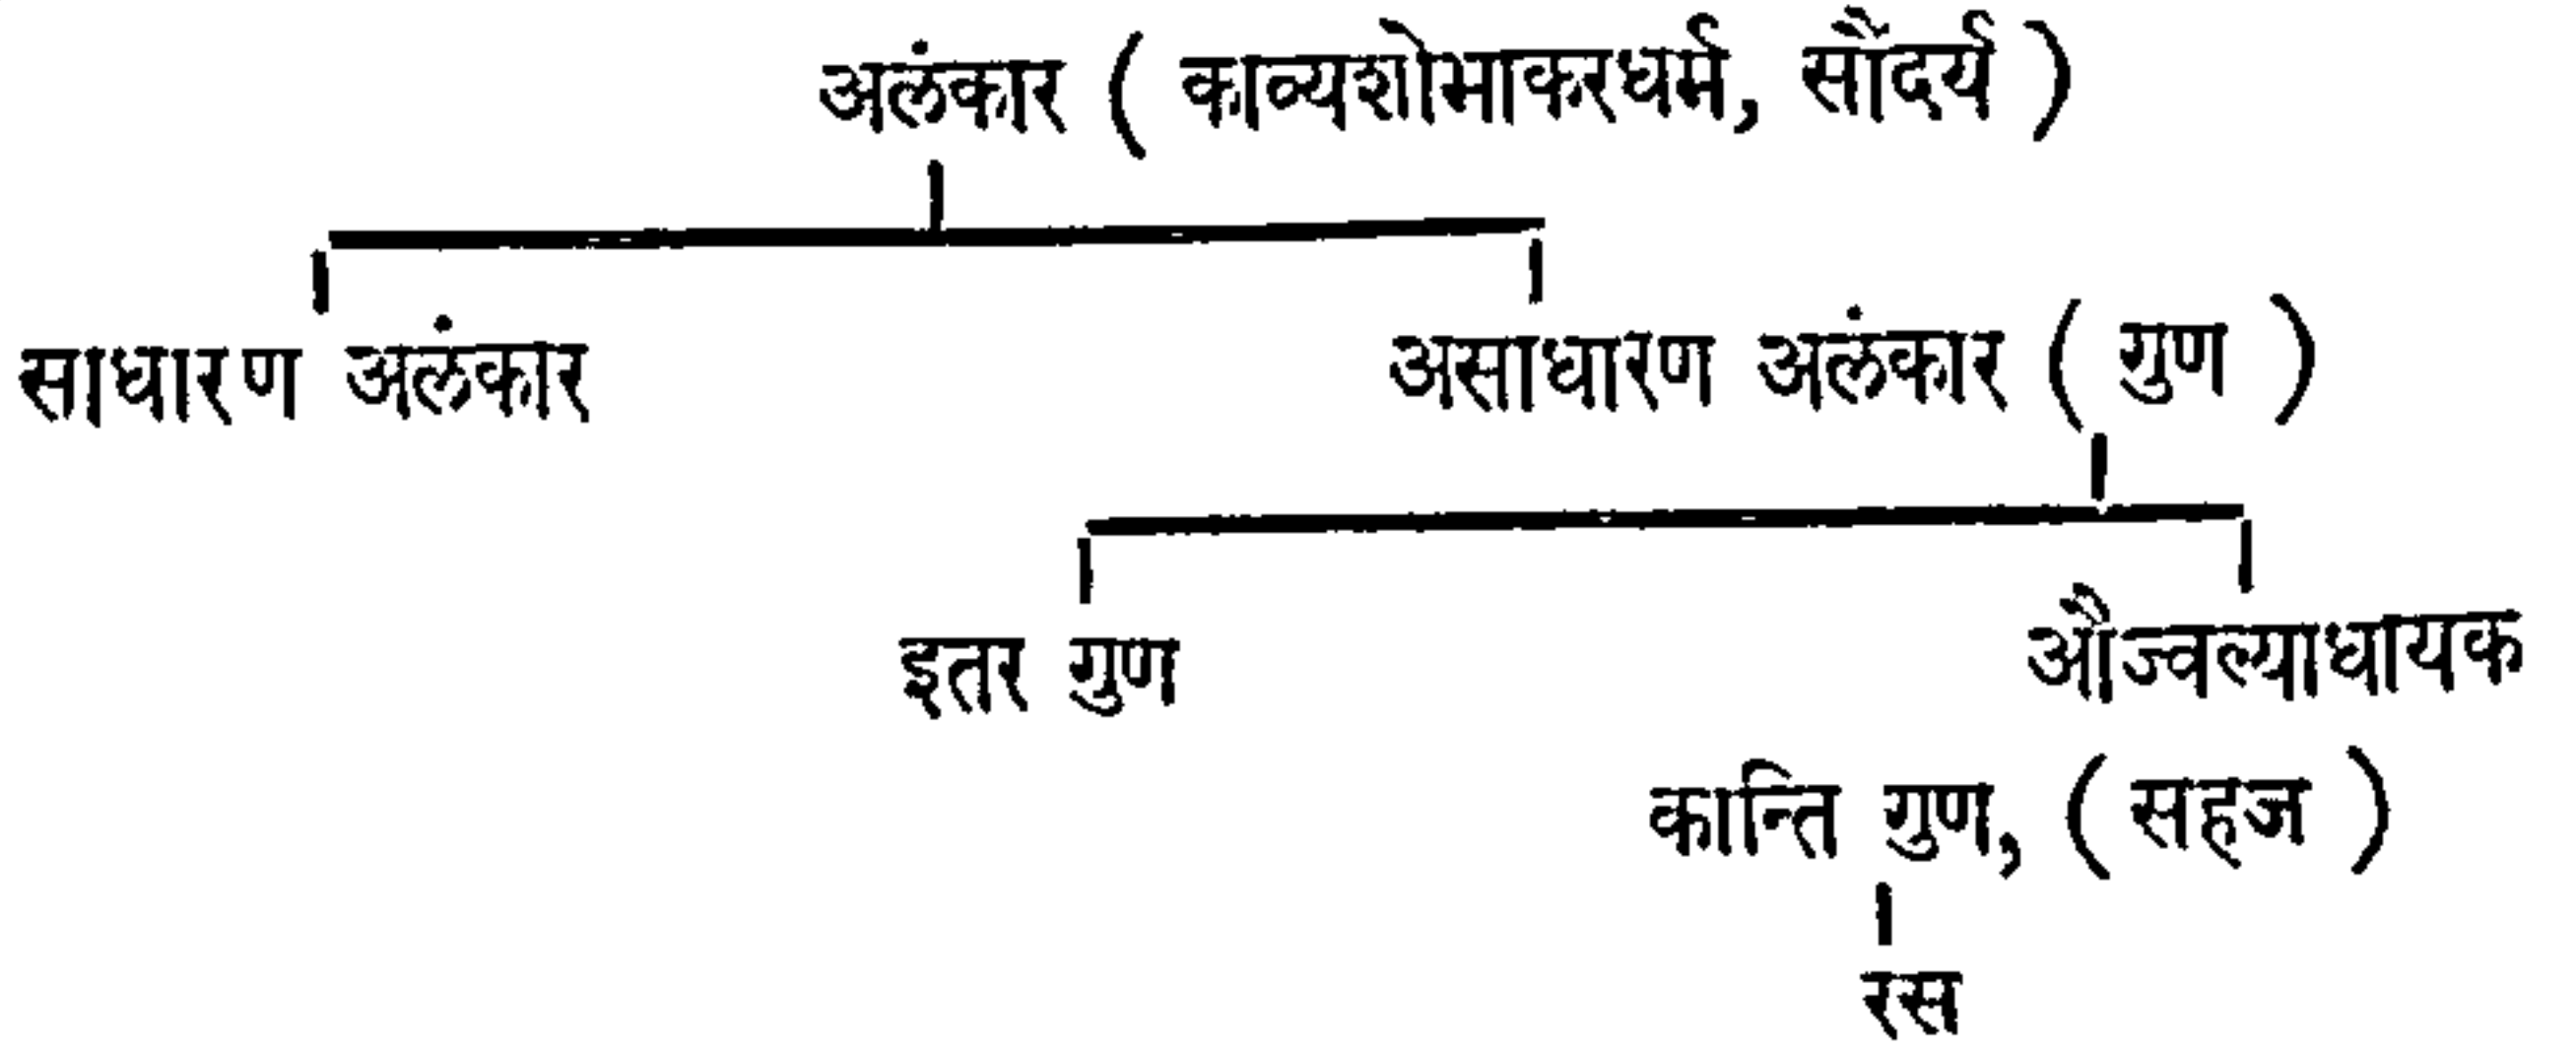 अलंकार ( काव्यशोभाकरधर्म, सौंदर्य )
साधारण अलंकार असाधारण अलंकार ( गुण )
इतर गुण औज्वल्याधायक
कान्ति गुण, ( सहज )
रस